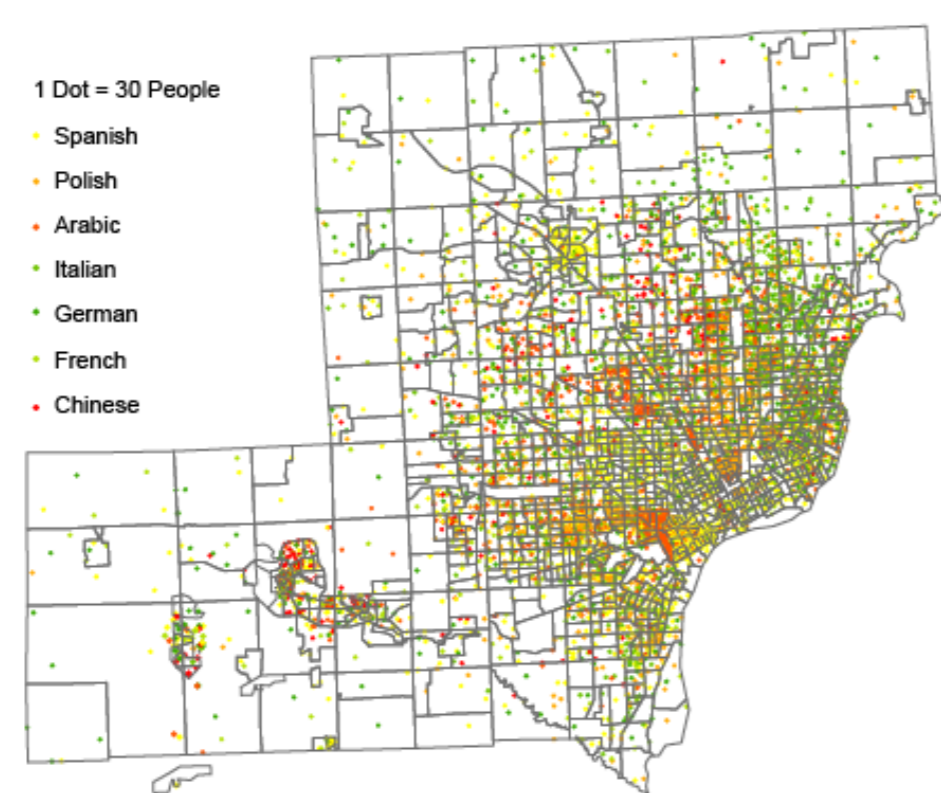 1 Dot = 30 People
Spanish
Polish
Arabic
Italian
German
French
Chinese